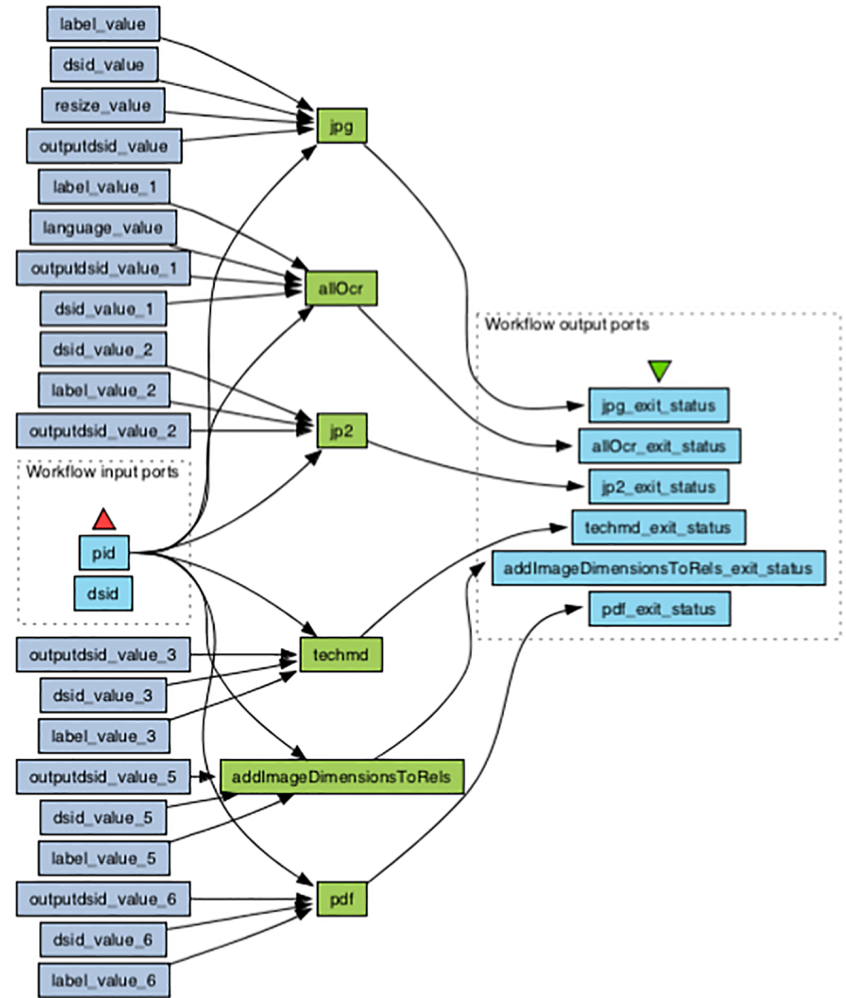 label_value
dsid_value
resize_value
outputdsid_value
label_value_1
language_value
outputdsid_value_1
dsid_value_1
dsid_value_2
label_value_2
outputdsid_value_2
Workflow input ports
pid
dsid
outputdsid_value_3
dsid_value_3
label_value_3
outputdsid_value_5
dsid_value_5
label_value_5
outputdsid_value_6
dsid_value_6
label_value_6
jpg
allOcr
jp2
techmd
addImageDimensionsToRels
pdf
Workflow output ports
jpg_exit_status
allOcr_exit_status
jp2_exit_status
techmd_exit_status
addImageDimensionsToRels_exit_status
pdf_exit_status